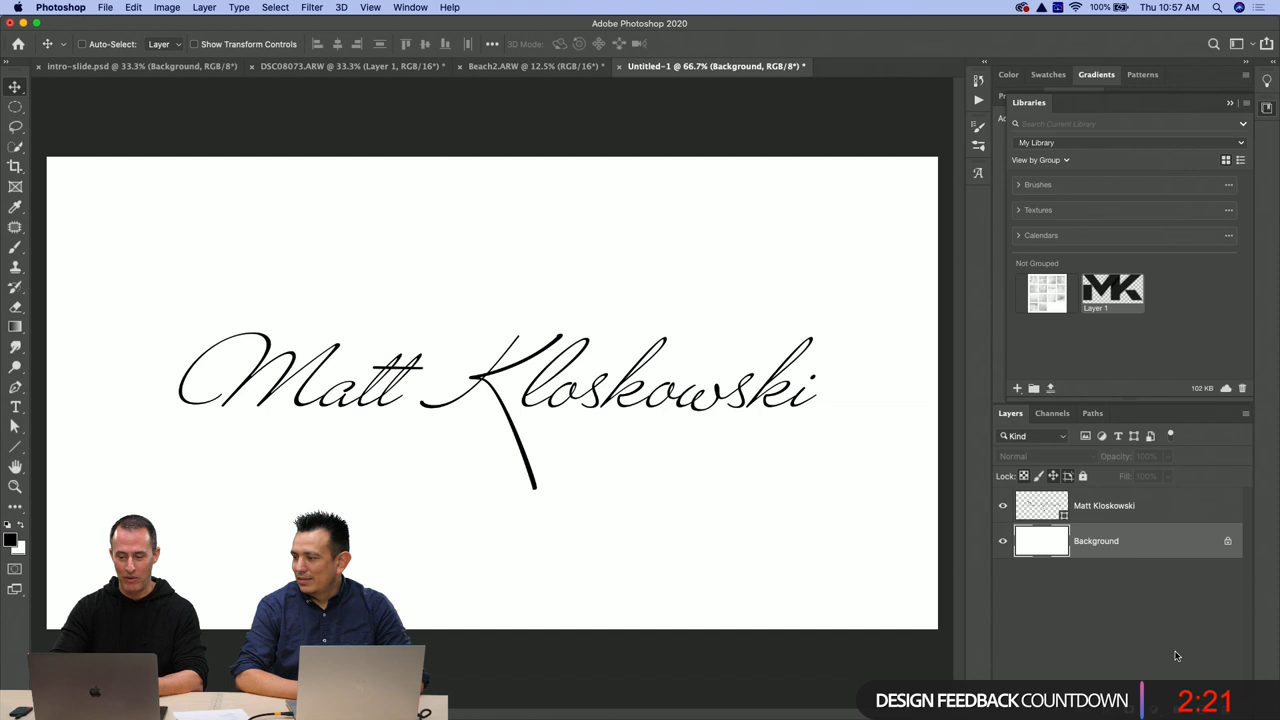 Photoshop File Edit Image Layer Type Select Filter 3D View Window Help 100% Thu 10:57 AM
Adobe Photoshop 2020
Auto-Select: Layer Show Transform Controls 3D Mode:
intro-slide.psd @ 33.3% (Background, RGB/8*) DSC08073.ARW @ 33.3% (Layer 1, RGB/16*) * Beach2.ARW @ 12.5% (RGB/16*) * Untitled-1 @ 66.7% (Background, RGB/8*) *
Color Swatches Gradients Patterns
Libraries
Search Current Library
My Library
View by Group
Brushes
Textures
Calendars
Not Grouped
MK
Layer 1
102 KB
Matt Kloskowski
Layers Channels Paths
Kind
Normal Opacity: 100%
Lock: Fill: 100%
Matt Kloskowski
Background
DESIGN FEEDBACK COUNTDOWN 2:21